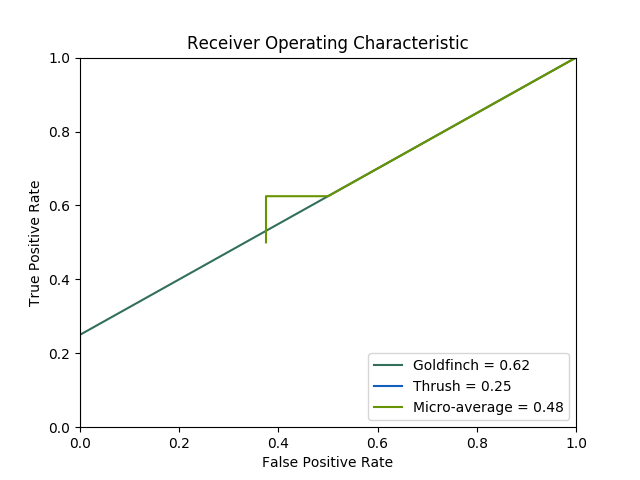 Receiver Operating Characteristic
True Positive Rate
1.0
0.8
0.6
0.4
0.2
0.0
Goldfinch = 0.62
Thrush = 0.25
Micro-average = 0.48
0.0 0.2 0.4 0.6 0.8 1.0
False Positive Rate